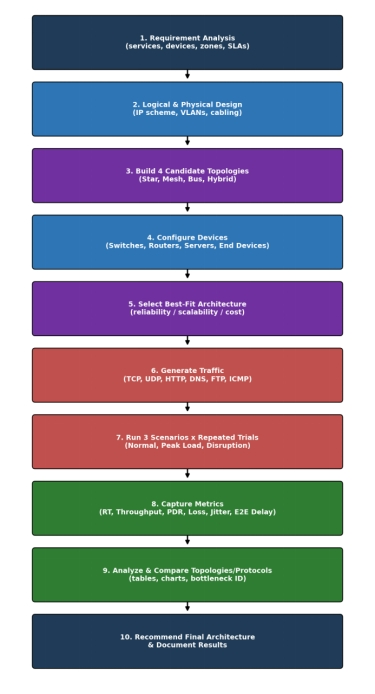 1. Requirement Analysis
(services, devices, zones, SLAs)
2. Logical & Physical Design
(IP scheme, VLANs, cabling)
3. Build 4 Candidate Topologies
(Star, Mesh, Bus, Hybrid)
4. Configure Devices
(Switches, Routers, Servers, End Devices)
5. Select Best-Fit Architecture
(reliability / scalability / cost)
6. Generate Traffic
(TCP, UDP, HTTP, DNS, FTP, ICMP)
7. Run 3 Scenarios x Repeated Trials
(Normal, Peak Load, Disruption)
8. Capture Metrics
(RT, Throughput, PDR, Loss, Jitter, E2E Delay)
9. Analyze & Compare Topologies/Protocols
(tables, charts, bottleneck ID)
10. Recommend Final Architecture
& Document Results